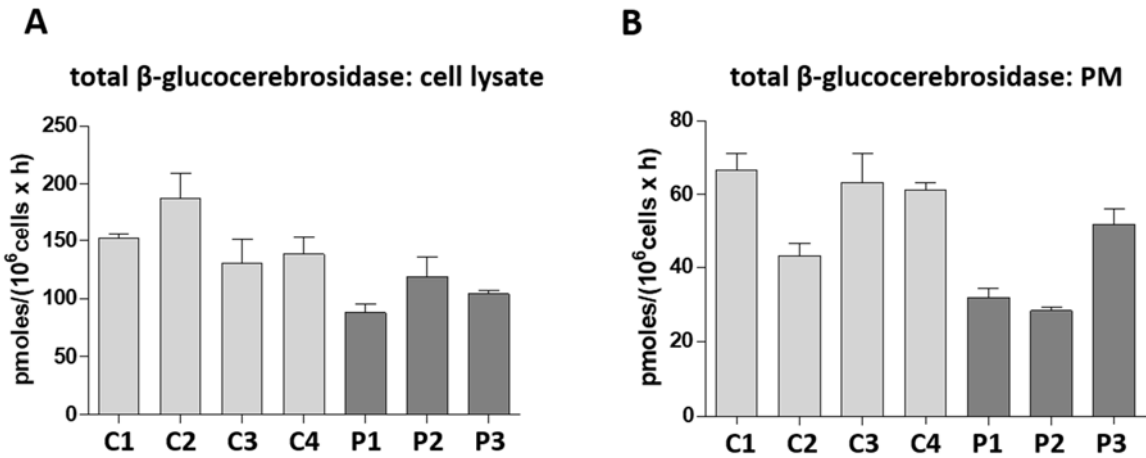 A
total β-glucocerebrosidase: cell lysate
pmoles/(10⁶cells x h)
250
200
150
100
50
0
C1 C2 C3 C4 P1 P2 P3
B
total β-glucocerebrosidase: PM
pmoles/(10⁶cells x h)
80
60
40
20
0
C1 C2 C3 C4 P1 P2 P3